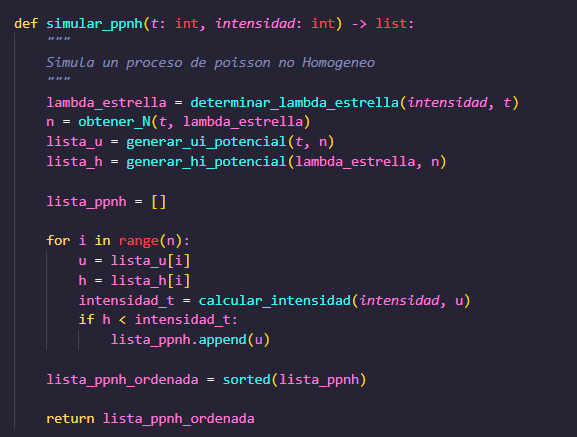 def simular_ppnh(t: int, intensidad: int) -> list:
    """
    Simula un proceso de poisson no Homogeneo
    """
    lambda_estrella = determinar_lambda_estrella(intensidad, t)
    n = obtener_N(t, lambda_estrella)
    lista_u = generar_ui_potencial(t, n)
    lista_h = generar_hi_potencial(lambda_estrella, n)

    lista_ppnh = []

    for i in range(n):
        u = lista_u[i]
        h = lista_h[i]
        intensidad_t = calcular_intensidad(intensidad, u)
        if h < intensidad_t:
            lista_ppnh.append(u)

    lista_ppnh_ordenada = sorted(lista_ppnh)

    return lista_ppnh_ordenada